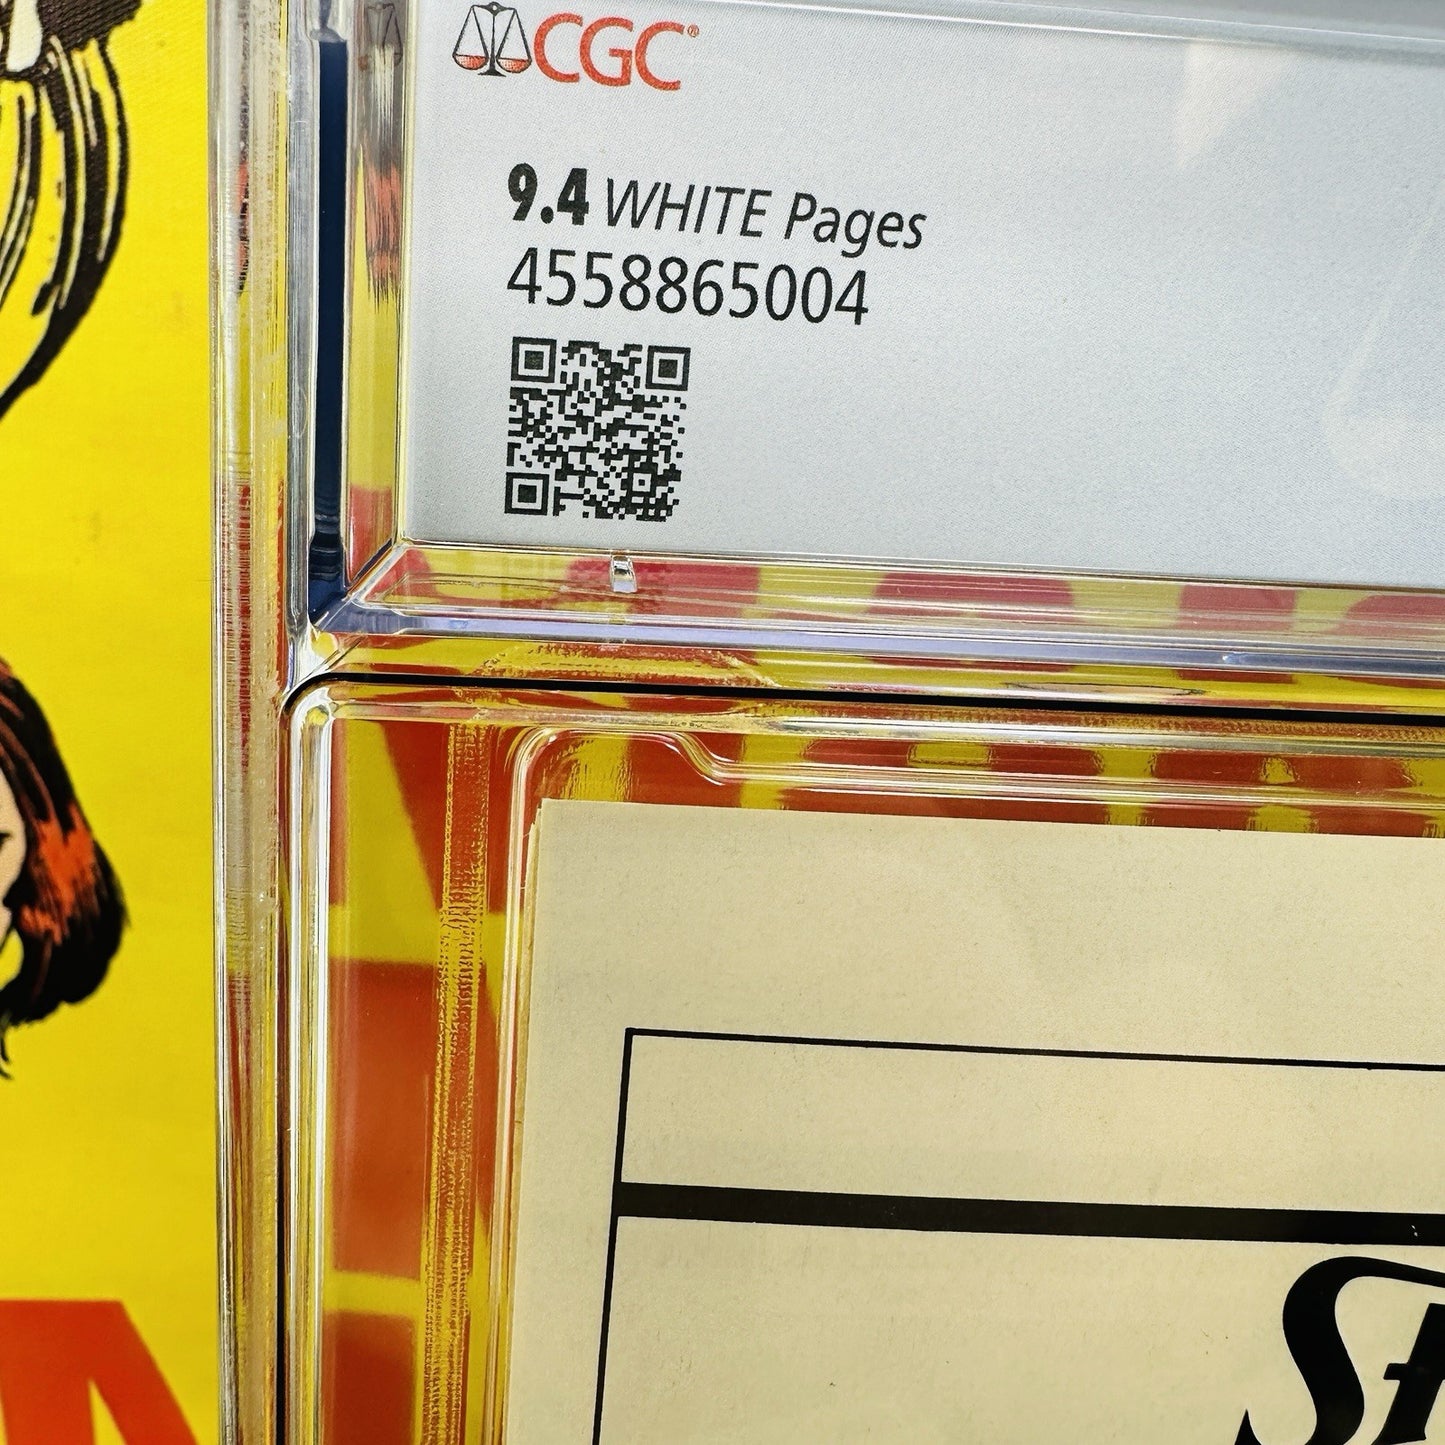 CGC®
9.4 WHITE Pages
4558865004